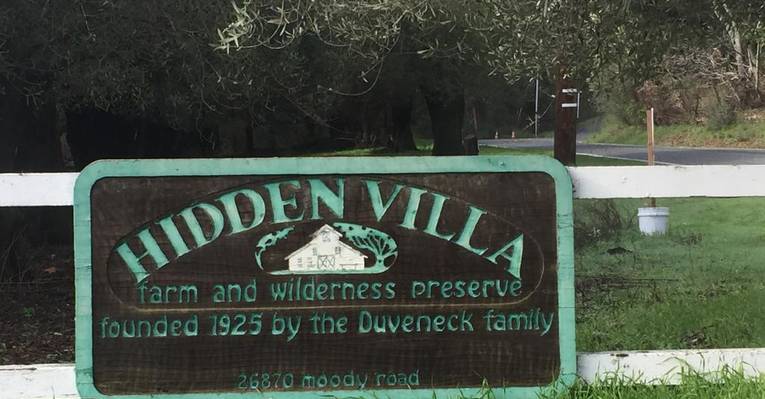 HIDDEN VILLA
farm and wilderness preserve
founded 1925 by the Duveneck family
26870 moody road